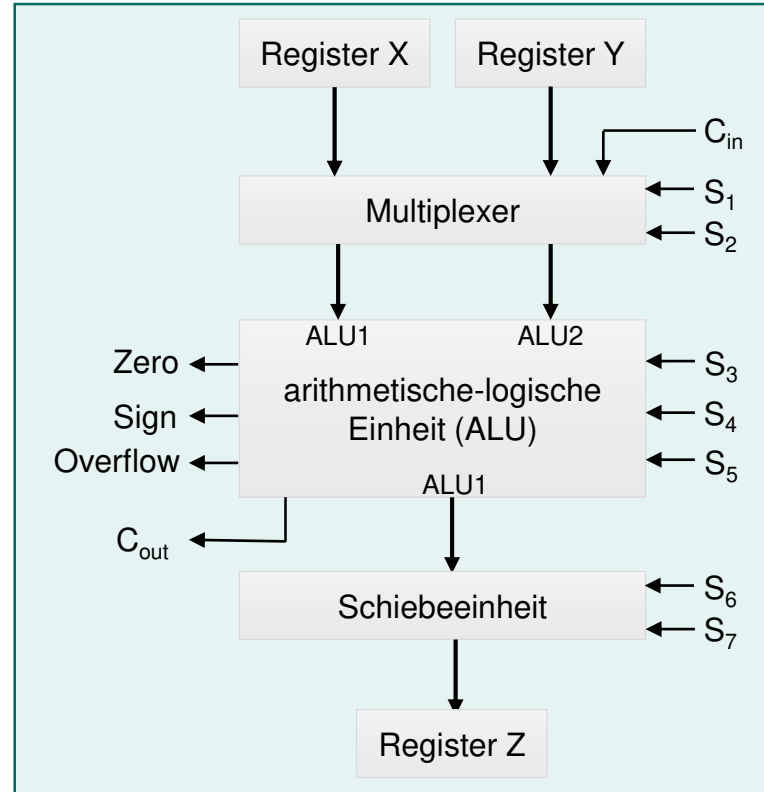 Register X
Register Y
C_in
Multiplexer
S_1
S_2
ALU1
ALU2
Zero
S_3
arithmetische-logische
Sign
Einheit (ALU)
S_4
Overflow
S_5
ALU1
C_out
Schiebeeinheit
S_6
S_7
Register Z